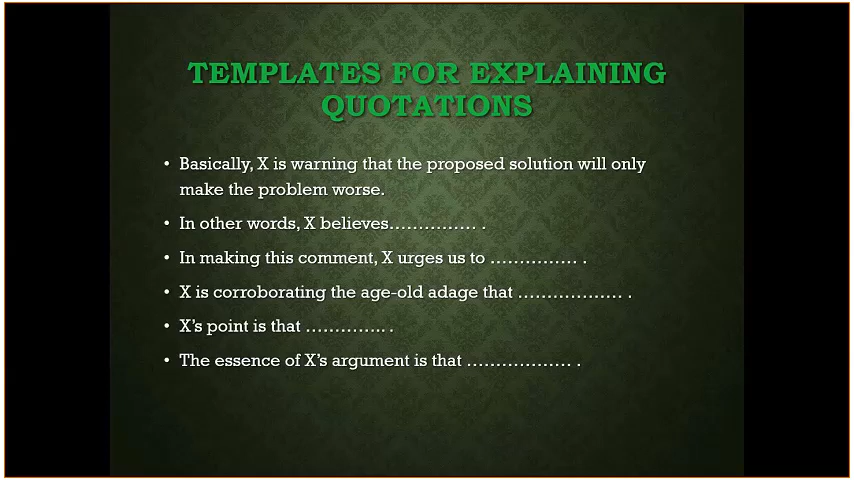 TEMPLATES FOR EXPLAINING
QUOTATIONS
• Basically, X is warning that the proposed solution will only
make the problem worse.
• In other words, X believes…………… .
• In making this comment, X urges us to …………… .
• X is corroborating the age-old adage that ……………… .
• X’s point is that ………….. .
• The essence of X’s argument is that ……………… .